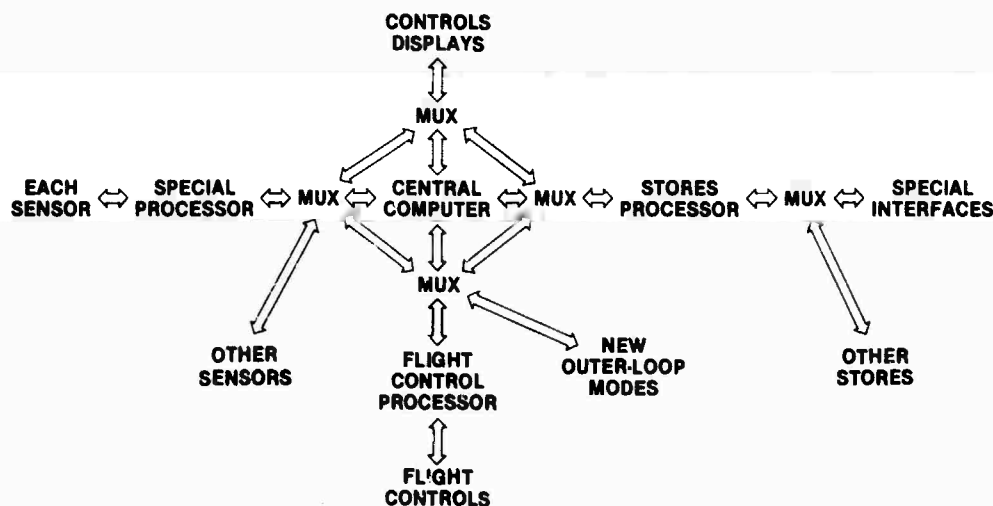 CONTROLS
DISPLAYS
MUX
EACH
SENSOR
SPECIAL
PROCESSOR
MUX
CENTRAL
COMPUTER
MUX
STORES
PROCESSOR
MUX
SPECIAL
INTERFACES
MUX
OTHER
SENSORS
FLIGHT
CONTROL
PROCESSOR
NEW
OUTER-LOOP
MODES
OTHER
STORES
FLIGHT
CONTROLS